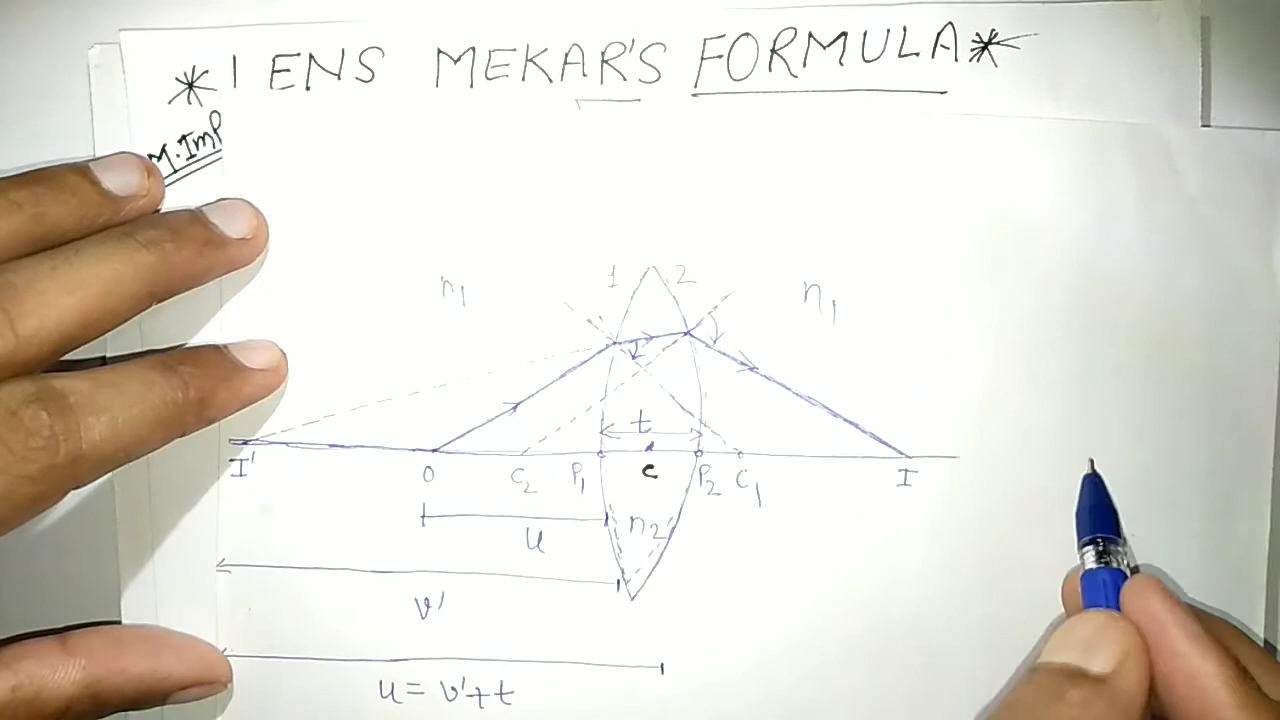 * LENS MEKAR'S FORMULA *
M.Imp
1 2
n1 n1
t
I' O C2 P1 C P2 C1 I
n2
u
v'
u = v'+t